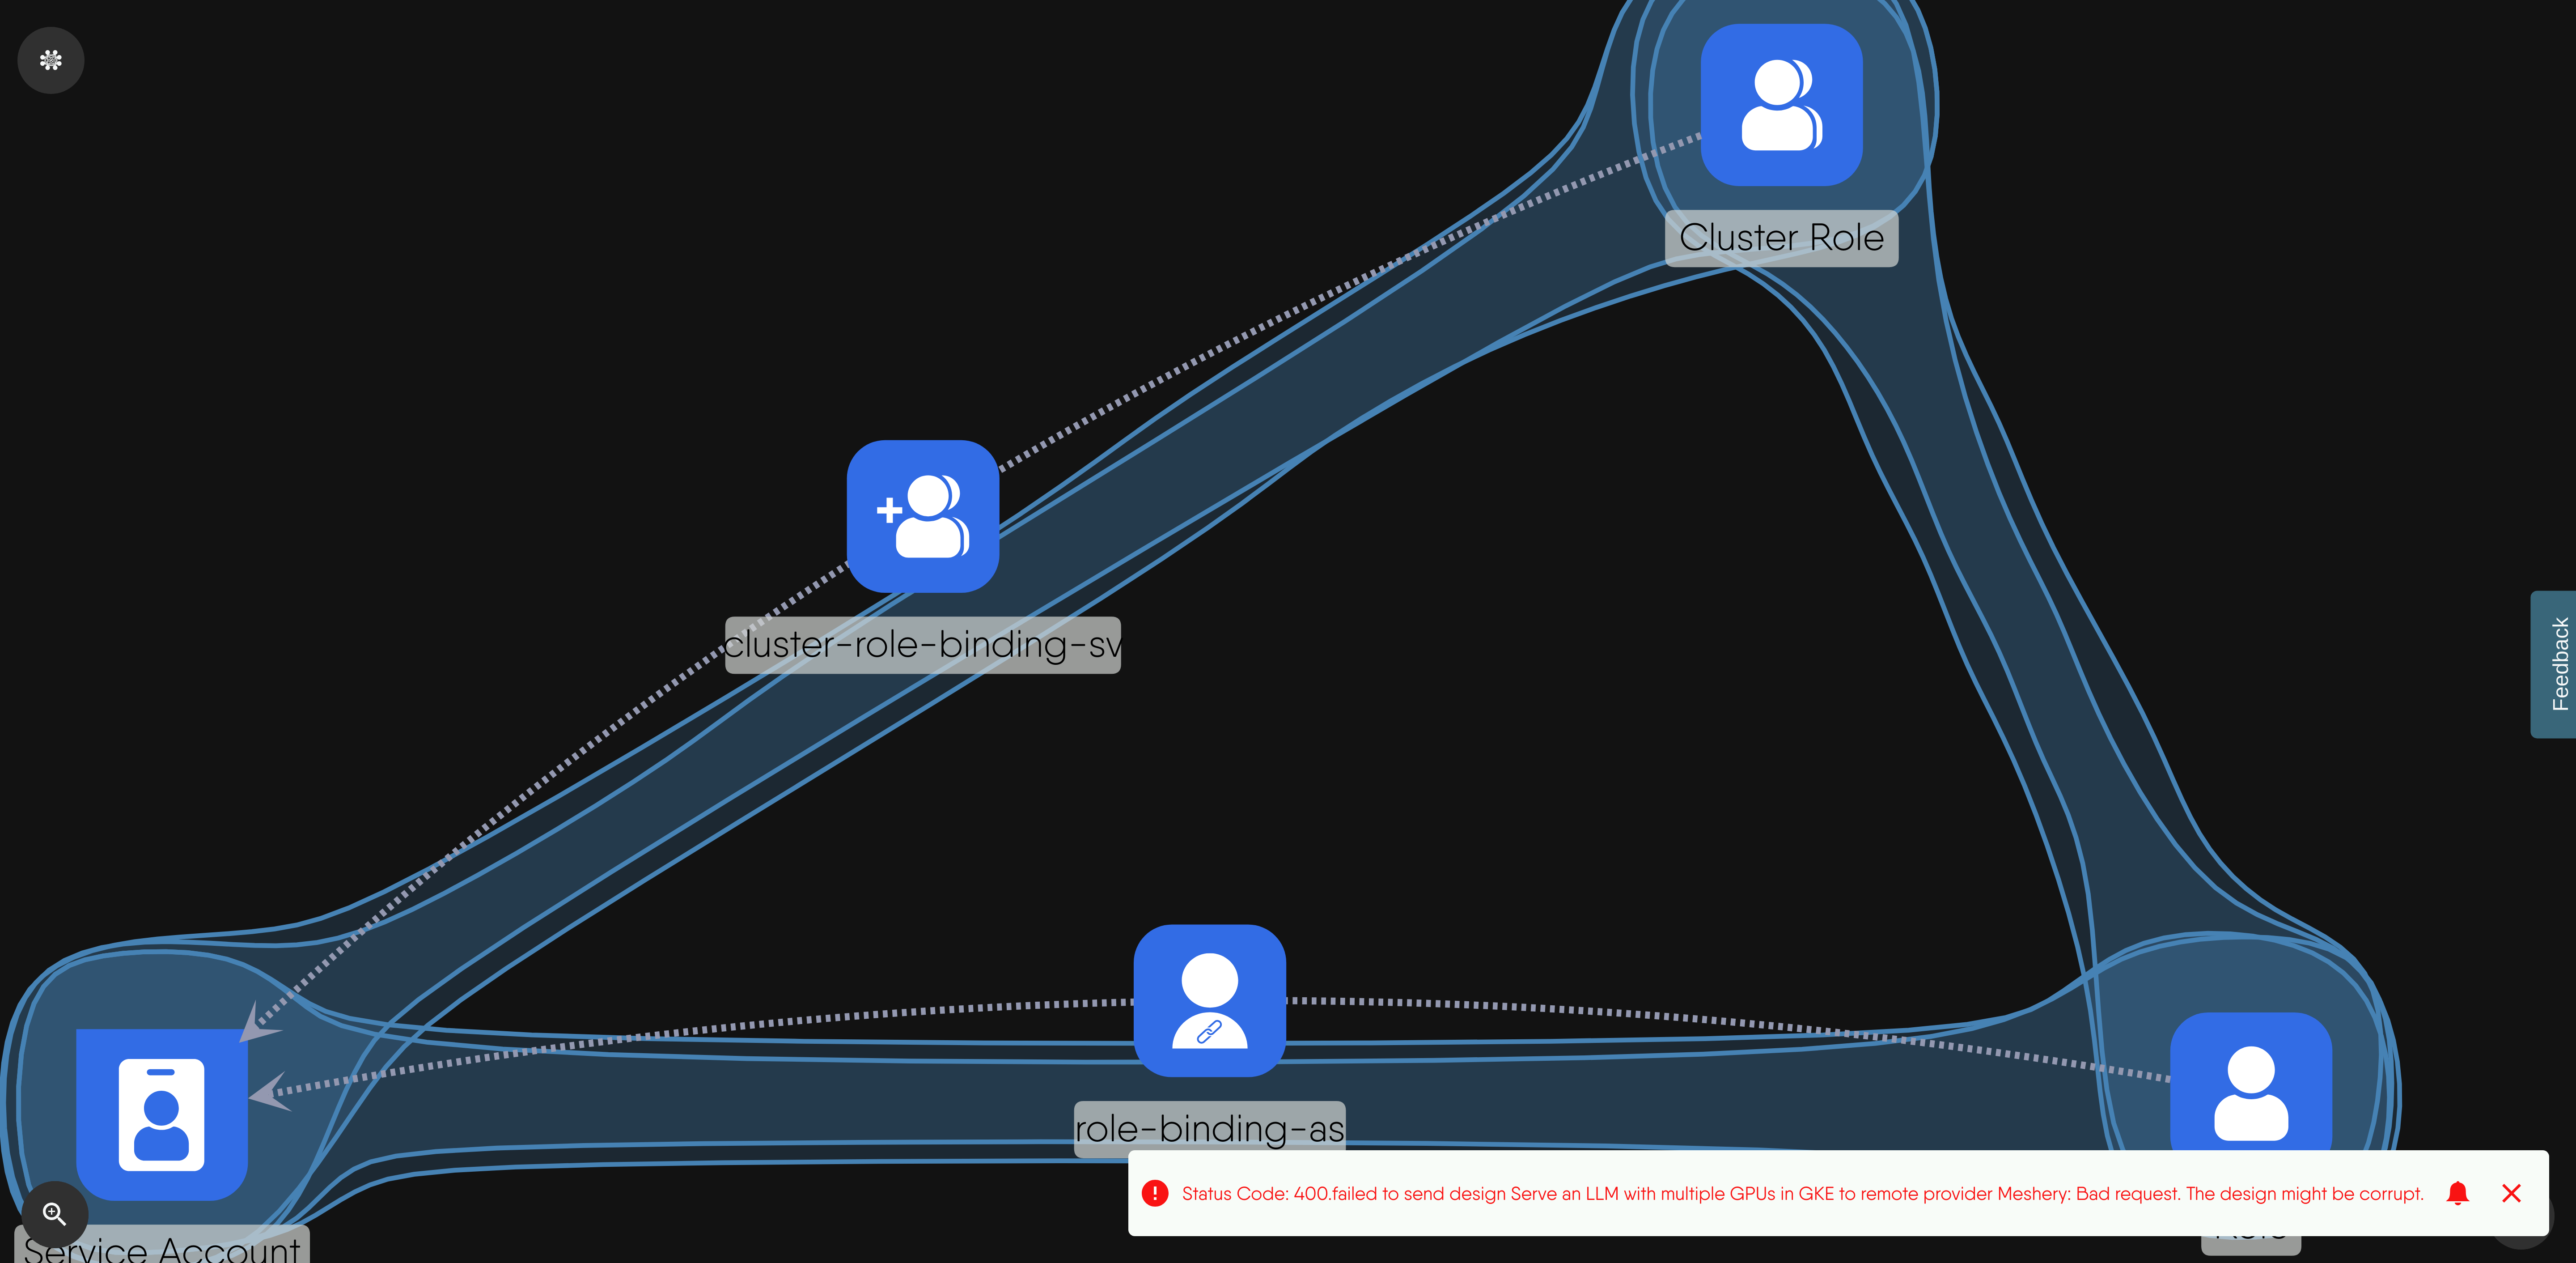 Cluster Role
cluster-role-binding-sv
Feedback
role-binding-as
Status Code: 400.failed to send design Serve an LLM with multiple GPUs in GKE to remote provider Meshery: Bad request. The design might be corrupt.
Service Account